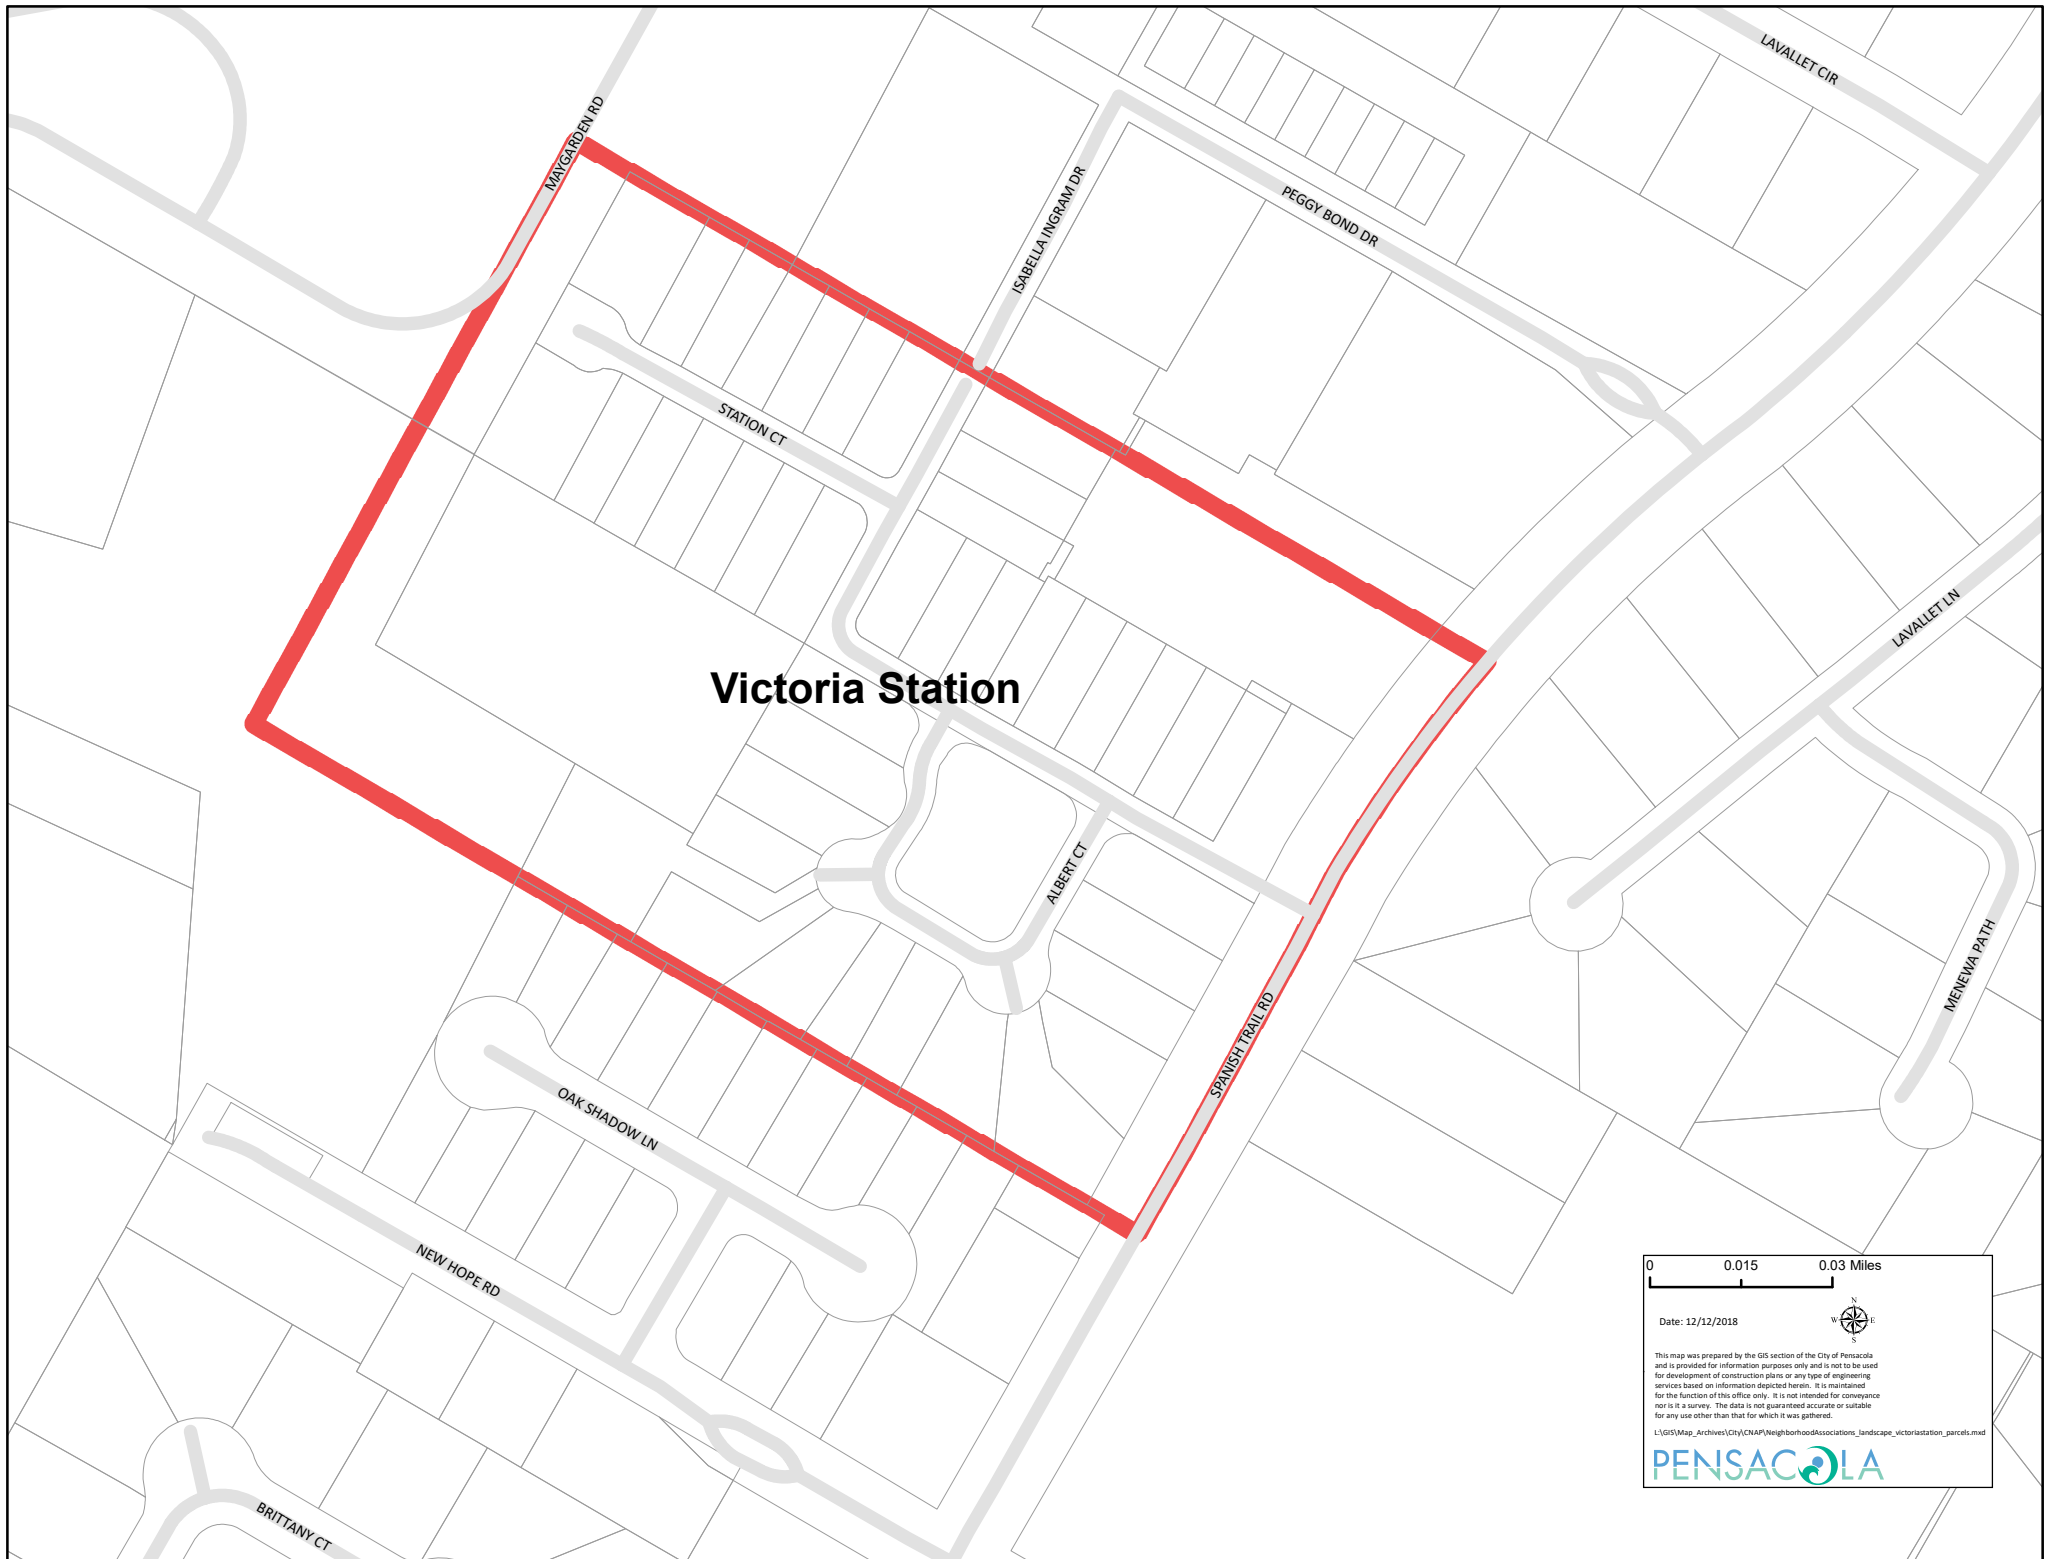 LAVALLET CIR
MAYGARDEN RD
ISABELLA INGRAM DR
PEGGY BOND DR
STATION CT
LAVALLET LN
Victoria Station
ALBERT CT
MENEWA PATH
SPANISH TRAIL RD
OAK SHADOW LN
NEW HOPE RD
BRITTANY CT
0 0.015 0.03 Miles
N
W E
S
Date: 12/12/2018
This map was prepared by the GIS section of the City of Pensacola
and is provided for information purposes only and is not to be used
for development of construction plans or any type of engineering
services based on information depicted herein. It is maintained
for the function of this office only. It is not intended for conveyance
nor is it a survey. The data is not guaranteed accurate or suitable
for any use other than that for which it was gathered.
L:\GIS\Map_Archives\City\CNAP\NeighborhoodAssociations_landscape_victoriastation_parcels.mxd
PENSACOLA